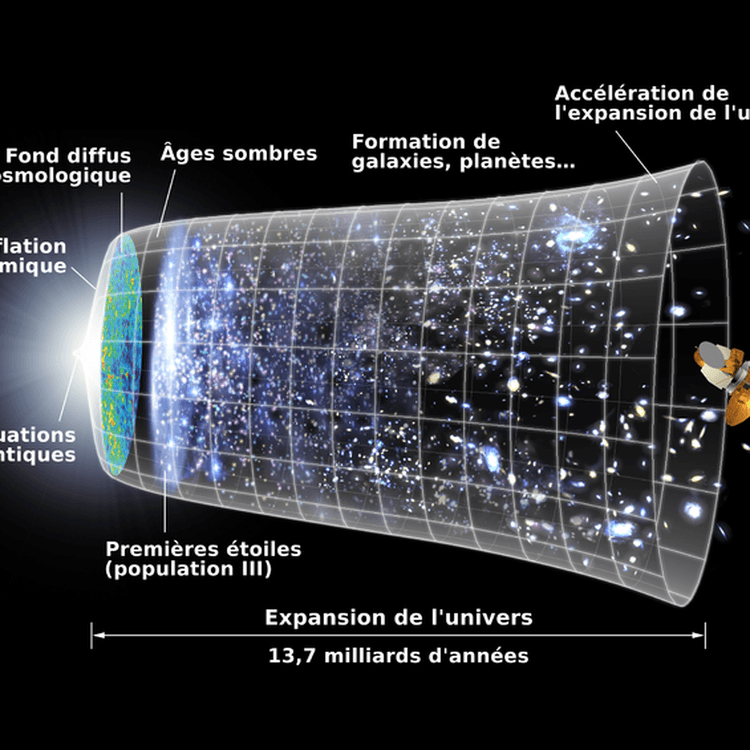 Accélération de
l'expansion de l'u
Formation de
galaxies, planètes...
Âges sombres
Fond diffus
osmologique
flation
mique
uations
ntiques
Premières étoiles
(population III)
Expansion de l'univers
13,7 milliards d'années